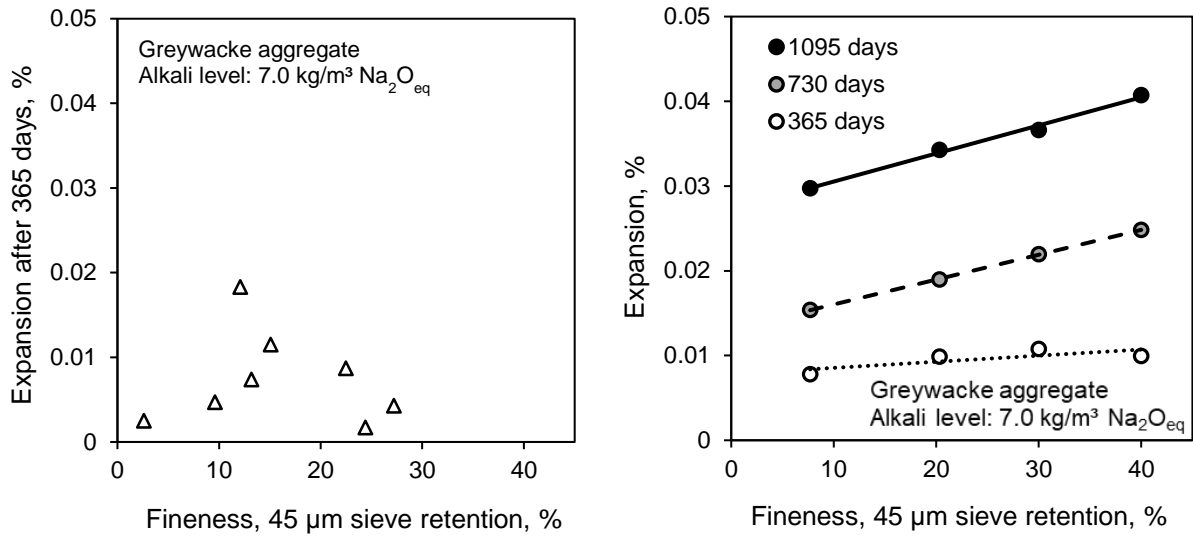 0.05
0.04
0.03
0.02
0.01
0
0
10
20
30
40
Expansion after 365 days, %
Fineness, 45 µm sieve retention, %
Greywacke aggregate
Alkali level: 7.0 kg/m³ Na₂Oeq
0.05
0.04
0.03
0.02
0.01
0
0
10
20
30
40
Expansion, %
Fineness, 45 µm sieve retention, %
1095 days
730 days
365 days
Greywacke aggregate
Alkali level: 7.0 kg/m³ Na₂Oeq